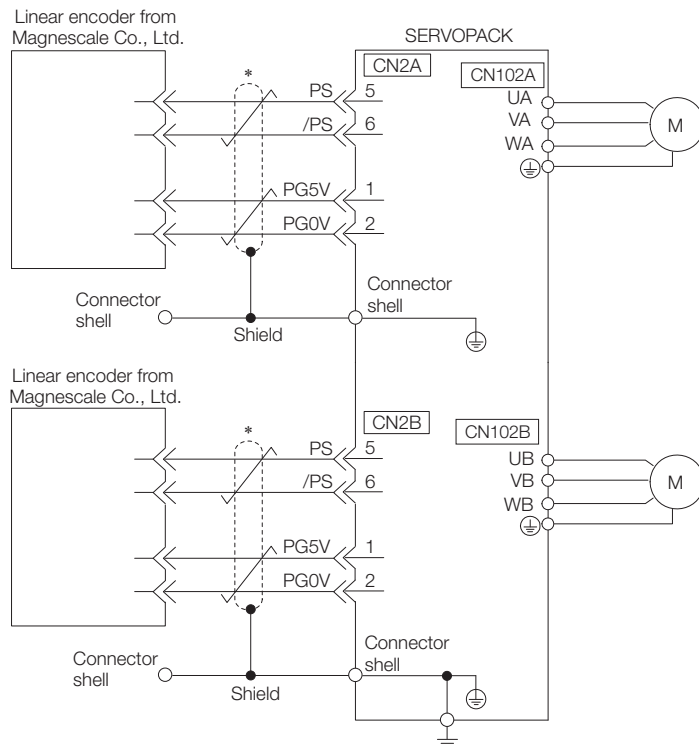 Linear encoder from
Magnescale Co., Ltd.
SERVOPACK
CN2A
CN102A
*
PS
5
/PS
6
PG5V
1
PG0V
2
UA
VA
WA
M
Connector
shell
Shield
Connector
shell
Linear encoder from
Magnescale Co., Ltd.
CN2B
CN102B
*
PS
5
/PS
6
PG5V
1
PG0V
2
UB
VB
WB
M
Connector
shell
Shield
Connector
shell